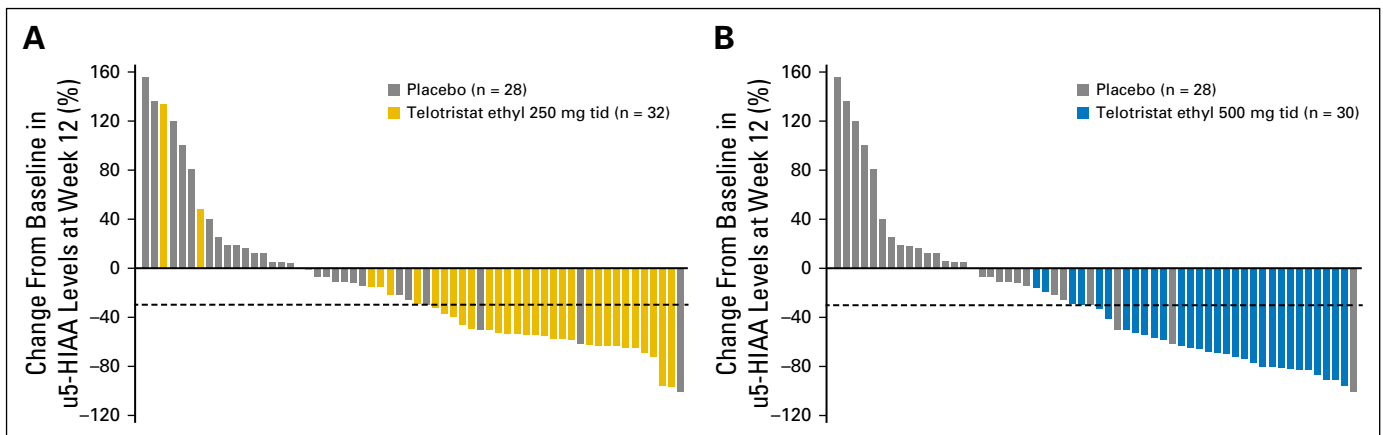 A
Change From Baseline in
u5-HIAA Levels at Week 12 (%)
160
120
80
40
0
−40
−80
−120
Placebo (n = 28)
Telotristat ethyl 250 mg tid (n = 32)
B
Change From Baseline in
u5-HIAA Levels at Week 12 (%)
160
120
80
40
0
−40
−80
−120
Placebo (n = 28)
Telotristat ethyl 500 mg tid (n = 30)